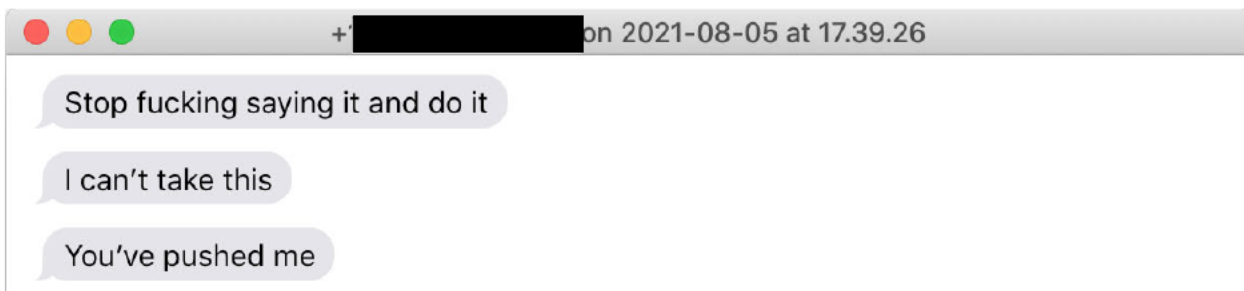 + on 2021-08-05 at 17.39.26
Stop fucking saying it and do it
I can’t take this
You’ve pushed me